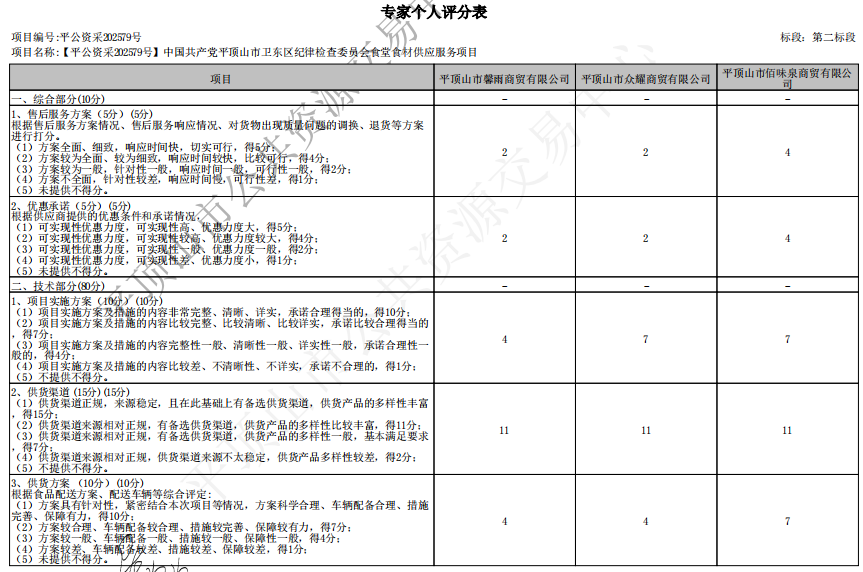 专家个人评分表
项目编号:平公资采202579号 标段: 第二标段
项目名称:【平公资采202579号】中国共产党平顶山市卫东区纪律检查委员会食堂食材供应服务项目
项目 平顶山市馨雨商贸有限公司 平顶山市众耀商贸有限公司 平顶山市佰味泉商贸有限公司
一、综合部分(10分) - - -
1、售后服务方案（5分）(5分)
根据售后服务方案情况、售后服务响应情况、对货物出现质量问题的调换、退货等方案
进行打分。
（1）方案全面、细致，响应时间快，切实可行，得5分；
（2）方案较为全面、较为细致，响应时间较快，比较可行，得4分；
（3）方案较为一般，针对性一般，响应时间一般，可行性一般，得2分；
（4）方案不全面，针对性较差，响应时间慢，可行性差，得1分；
（5）未提供不得分。
2 2 4
2、优惠承诺（5分）(5分)
根据供应商提供的优惠条件和承诺情况，
（1）可实现性优惠力度，可实现性高、优惠力度大，得5分；
（2）可实现性优惠力度，可实现性较高、优惠力度较大，得4分；
（3）可实现性优惠力度，可实现性一般、优惠力度一般，得2分；
（4）可实现性优惠力度，可实现性差、优惠力度小，得1分；
（5）未提供不得分。
2 2 4
二、技术部分(80分) - - -
1、项目实施方案（10分）(10分)
（1）项目实施方案及措施的内容非常完整、清晰、详实，承诺合理得当的，得10分；
（2）项目实施方案及措施的内容比较完整、比较清晰、比较详实，承诺比较合理得当的
，得7分；
（3）项目实施方案及措施的内容完整性一般、清晰性一般、详实性一般，承诺合理性一
般的，得4分；
（4）项目实施方案及措施的内容比较差、不清晰性、不详实，承诺不合理的，得1分；
（5）不提供不得分。
4 7 7
2、供货渠道(15分)(15分)
（1）供货渠道正规，来源稳定，且在此基础上有备选供货渠道，供货产品的多样性丰富
，得15分；
（2）供货渠道来源相对正规，有备选供货渠道，供货产品的多样性比较丰富，得11分；
（3）供货渠道来源相对正规，有备选供货渠道，供货产品的多样性一般，基本满足要求
，得7分；
（4）供货渠道来源相对正规，供货渠道来源不太稳定，供货产品多样性较差，得2分；
（5）不提供不得分。
11 11 11
3、供货方案（10分）(10分)
根据食品配送方案、配送车辆等综合评定:
（1）方案具有针对性，紧密结合本次项目等情况，方案科学合理、车辆配备合理、措施
完善、保障有力，得10分；
（2）方案较合理、车辆配备较合理、措施较完善、保障较有力，得7分；
（3）方案较一般、车辆配备一般、措施较一般、保障性一般，得4分；
（4）方案较差、车辆配备较差、措施较差、保障较差，得1分；
（5）未提供不得分。
4 4 7
平顶山市公共资源交易中心
平顶山市公共资源交易中心